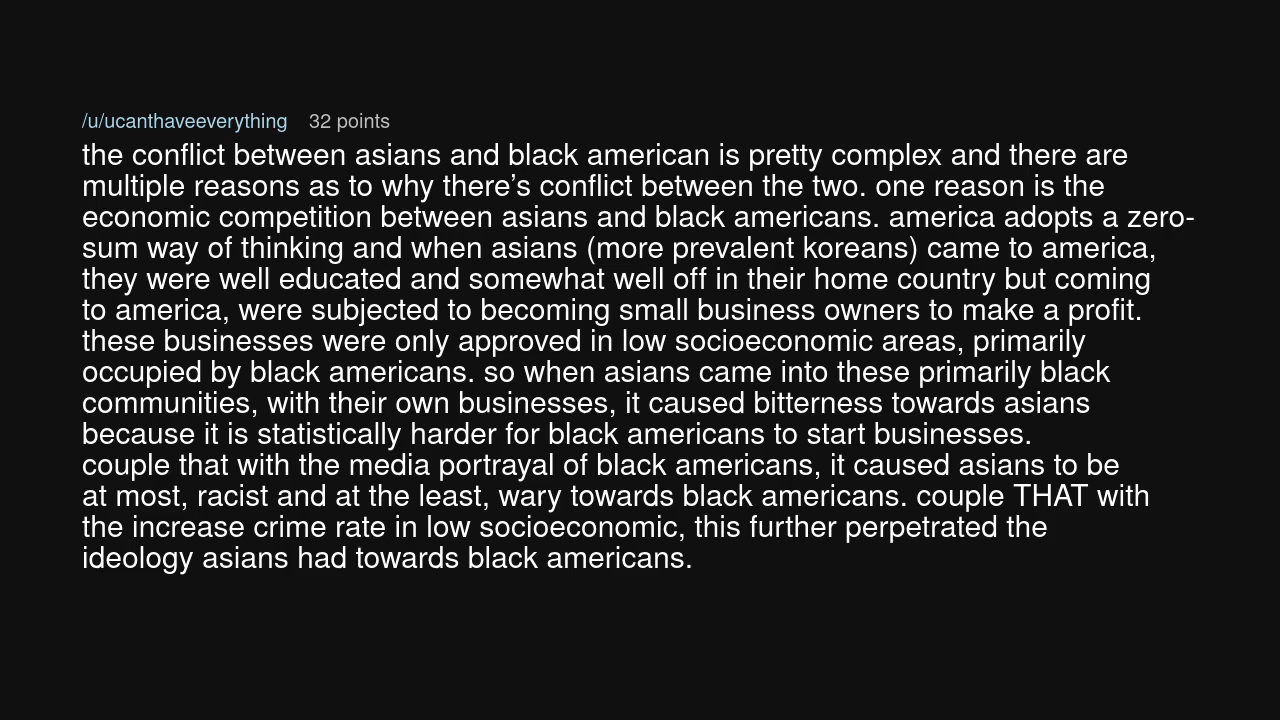 /u/ucanthaveeverything 32 points
the conflict between asians and black american is pretty complex and there are
multiple reasons as to why there’s conflict between the two. one reason is the
economic competition between asians and black americans. america adopts a zero-
sum way of thinking and when asians (more prevalent koreans) came to america,
they were well educated and somewhat well off in their home country but coming
to america, were subjected to becoming small business owners to make a profit.
these businesses were only approved in low socioeconomic areas, primarily
occupied by black americans. so when asians came into these primarily black
communities, with their own businesses, it caused bitterness towards asians
because it is statistically harder for black americans to start businesses.
couple that with the media portrayal of black americans, it caused asians to be
at most, racist and at the least, wary towards black americans. couple THAT with
the increase crime rate in low socioeconomic, this further perpetrated the
ideology asians had towards black americans.